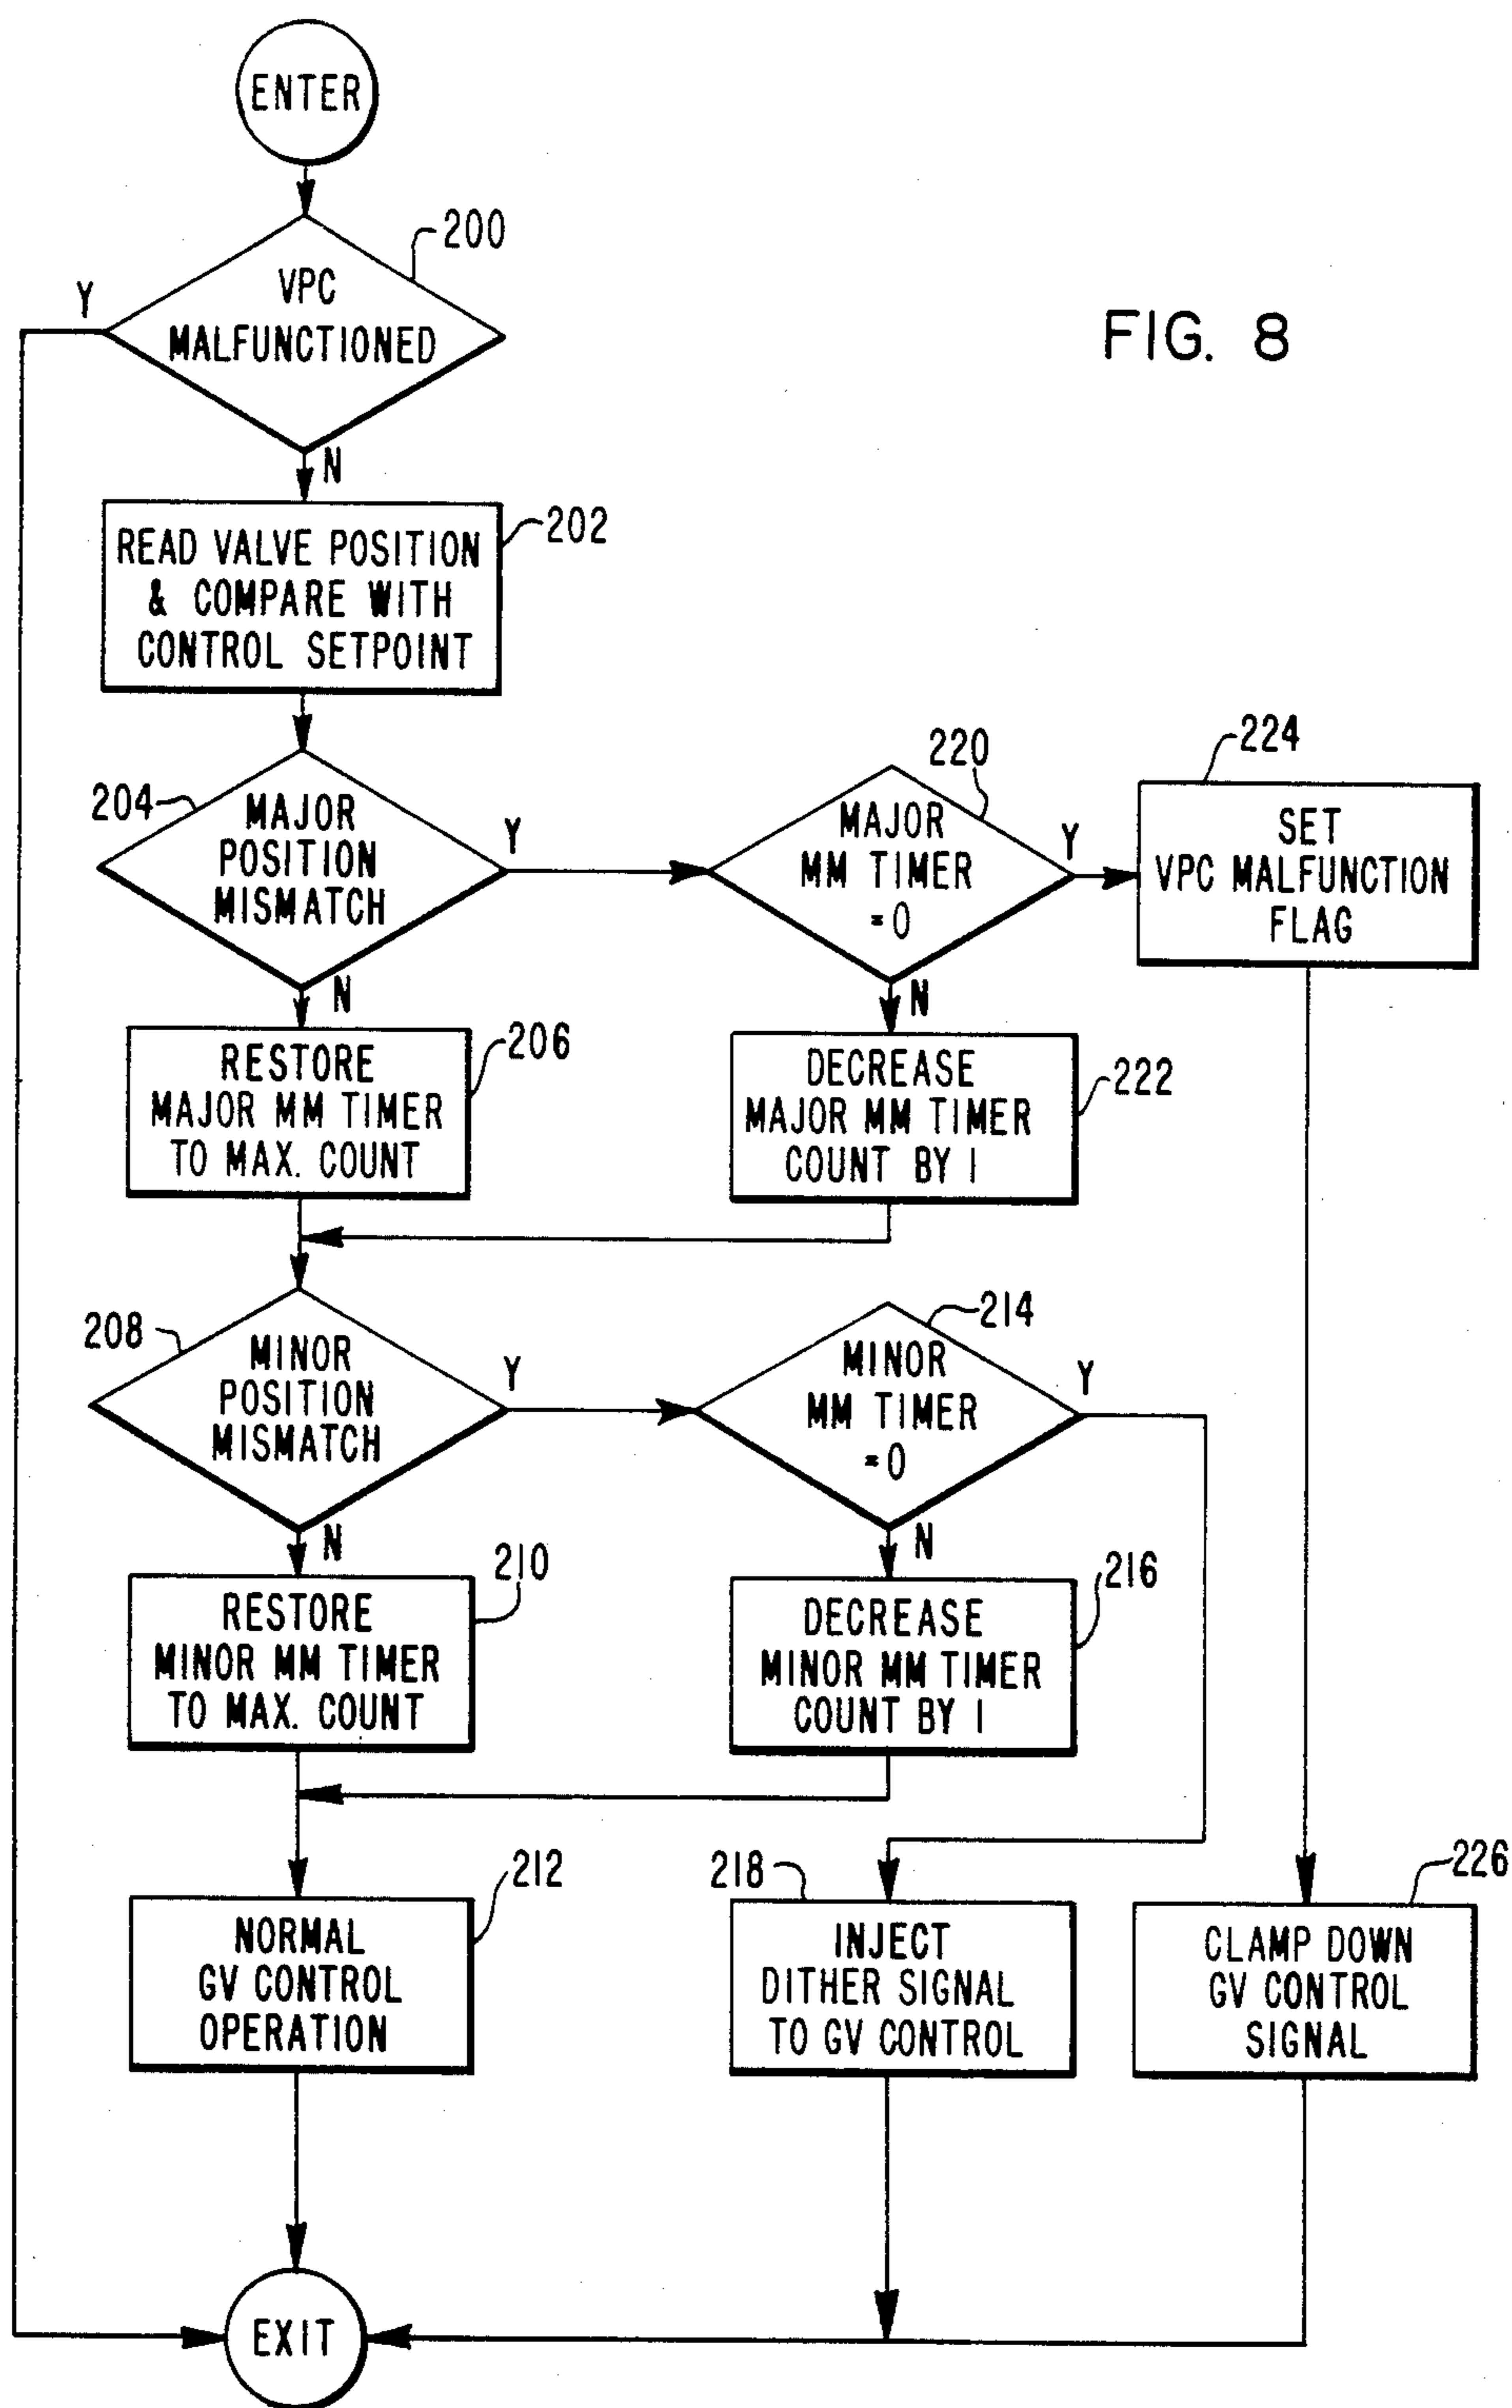 ENTER
200
Y
VPC
MALFUNCTIONED
FIG. 8
N
202
READ VALVE POSITION
& COMPARE WITH
CONTROL SETPOINT
204
MAJOR
POSITION
MISMATCH
Y
220
MAJOR
MM TIMER
=0
Y
224
SET
VPC MALFUNCTION
FLAG
N
N
206
RESTORE
MAJOR MM TIMER
TO MAX. COUNT
222
DECREASE
MAJOR MM TIMER
COUNT BY 1
208
MINOR
POSITION
MISMATCH
Y
214
MINOR
MM TIMER
=0
Y
N
N
210
RESTORE
MINOR MM TIMER
TO MAX. COUNT
216
DECREASE
MINOR MM TIMER
COUNT BY 1
212
NORMAL
GV CONTROL
OPERATION
218
INJECT
DITHER SIGNAL
TO GV CONTROL
226
CLAMP DOWN
GV CONTROL
SIGNAL
EXIT